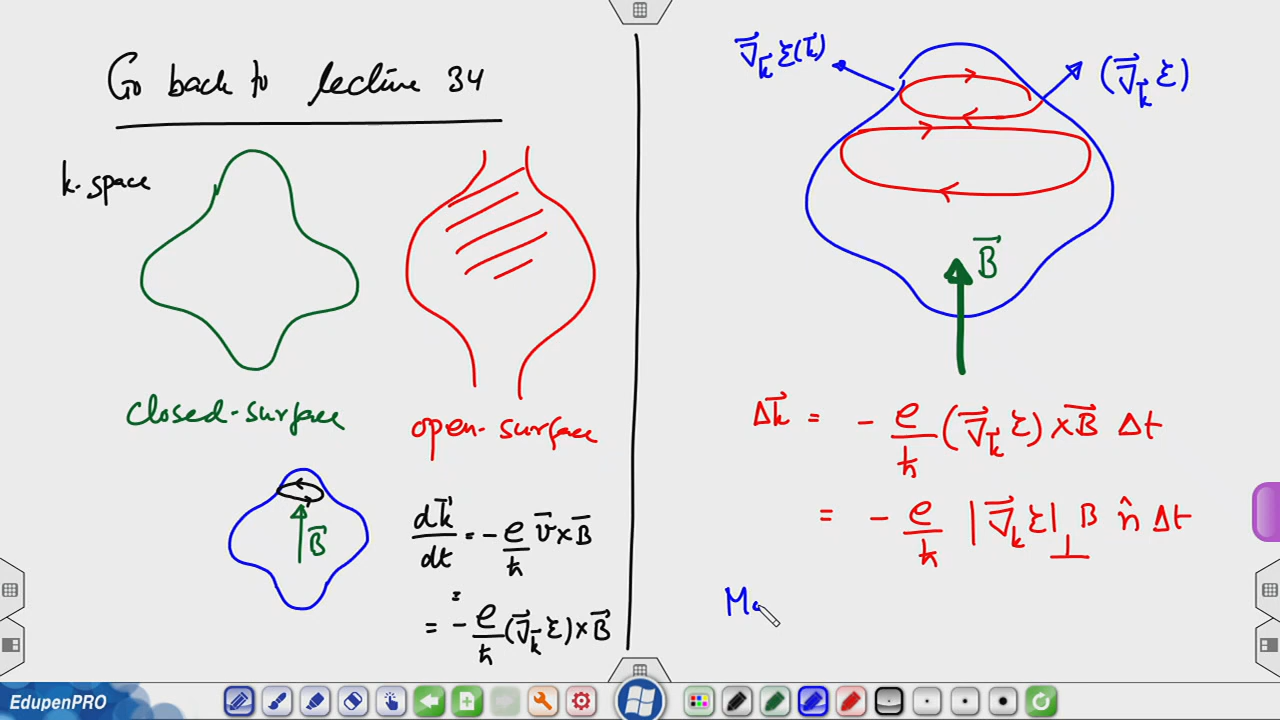 Go back to lecture 34
k-space
closed-surface
open-surface
B⃗
dk⃗/dt = -e/ħ v⃗×B⃗
= -e/ħ (∇⃗_k⃗ ε)×B⃗
∇⃗_k⃗ ε(k⃗)
(∇⃗_k⃗ ε)
B⃗
Δk⃗ = -e/ħ (∇⃗_k⃗ ε)×B⃗ Δt
= -e/ħ |∇⃗_k ε|_⊥ B n̂ Δt
EdupenPRO